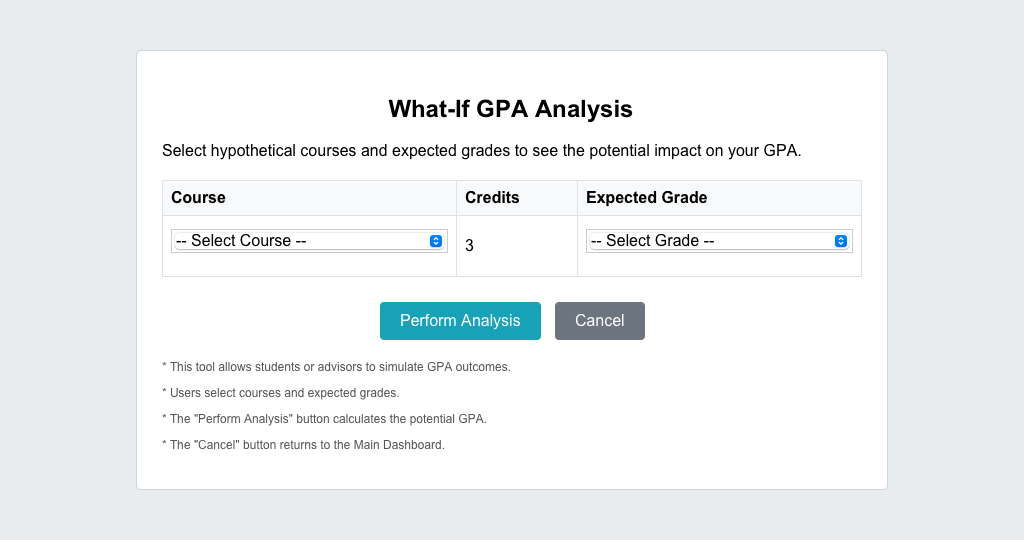 What-If GPA Analysis
Select hypothetical courses and expected grades to see the potential impact on your GPA.
Course Credits Expected Grade
-- Select Course -- 3 -- Select Grade --
Perform Analysis Cancel
* This tool allows students or advisors to simulate GPA outcomes.
* Users select courses and expected grades.
* The "Perform Analysis" button calculates the potential GPA.
* The "Cancel" button returns to the Main Dashboard.